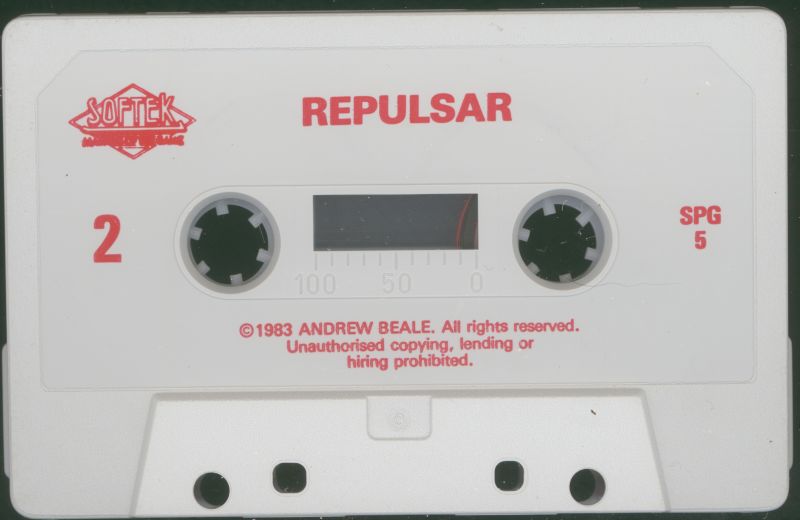 SOFTEK
REPULSAR
2
SPG
5
100 50 0
©1983 ANDREW BEALE. All rights reserved.
Unauthorised copying, lending or
hiring prohibited.